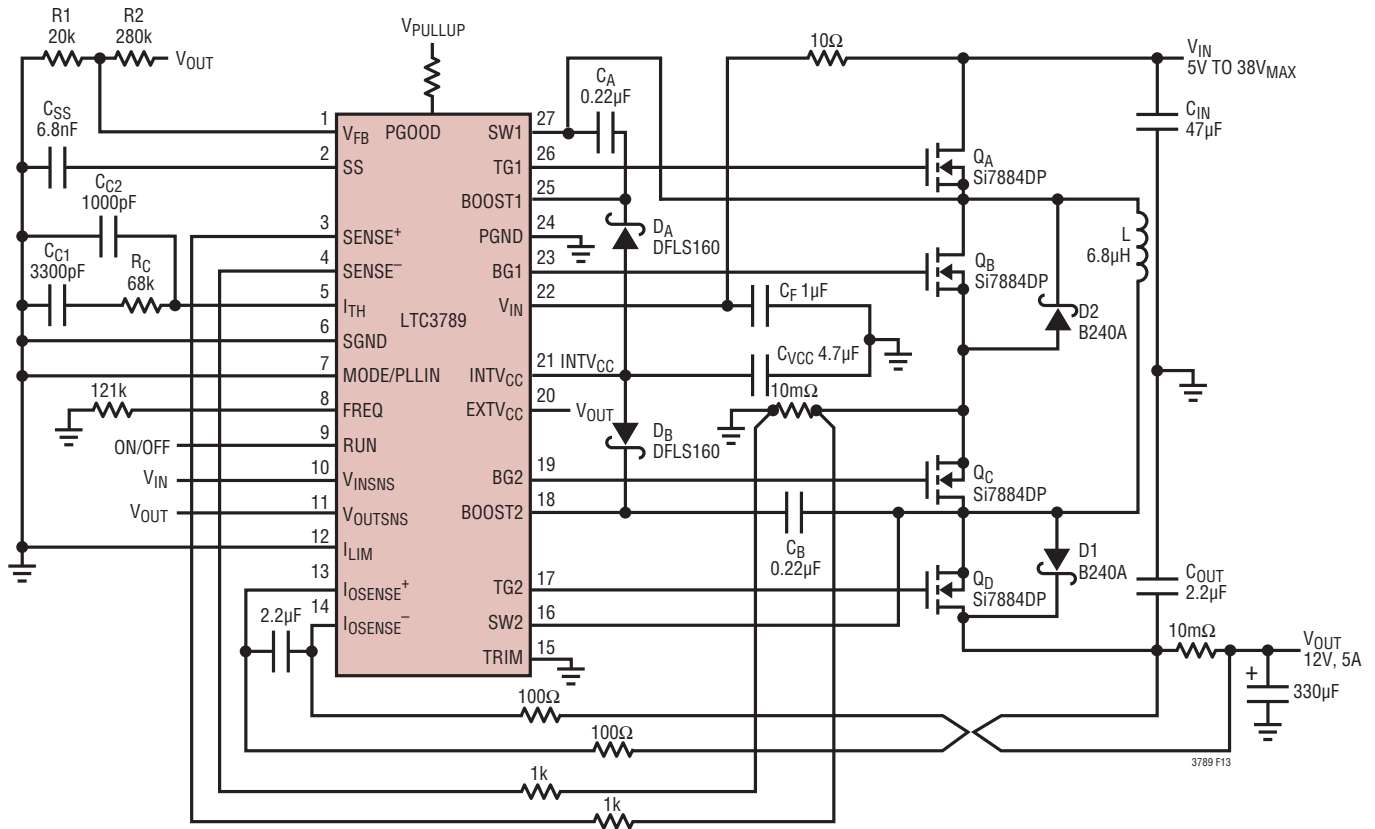 R1
20k
R2
280k
VOUT
VPULLUP
10Ω
VIN
5V TO 38VMAX
CA
0.22µF
CIN
47µF
CSS
6.8nF
1
VFB
PGOOD
SW1
27
2
SS
TG1
26
QA
Si7884DP
CC2
1000pF
BOOST1
25
3
SENSE+
PGND
24
DA
DFLS160
L
6.8µH
4
SENSE−
BG1
23
QB
Si7884DP
CC1
3300pF
RC
68k
5
ITH
VIN
22
CF 1µF
D2
B240A
LTC3789
6
SGND
7
MODE/PLLIN
INTVCC
21
INTVCC
CVCC 4.7µF
121k
8
FREQ
EXTVCC
20
VOUT
10mΩ
ON/OFF
9
RUN
DB
DFLS160
VIN
10
VINSNS
BG2
19
QC
Si7884DP
VOUT
11
VOUTSNS
BOOST2
18
12
ILIM
CB
0.22µF
D1
B240A
13
IOSENSE+
TG2
17
QD
Si7884DP
COUT
2.2µF
14
IOSENSE−
2.2µF
SW2
16
TRIM
15
10mΩ
VOUT
12V, 5A
+
330µF
100Ω
100Ω
1k
1k
3789 F13